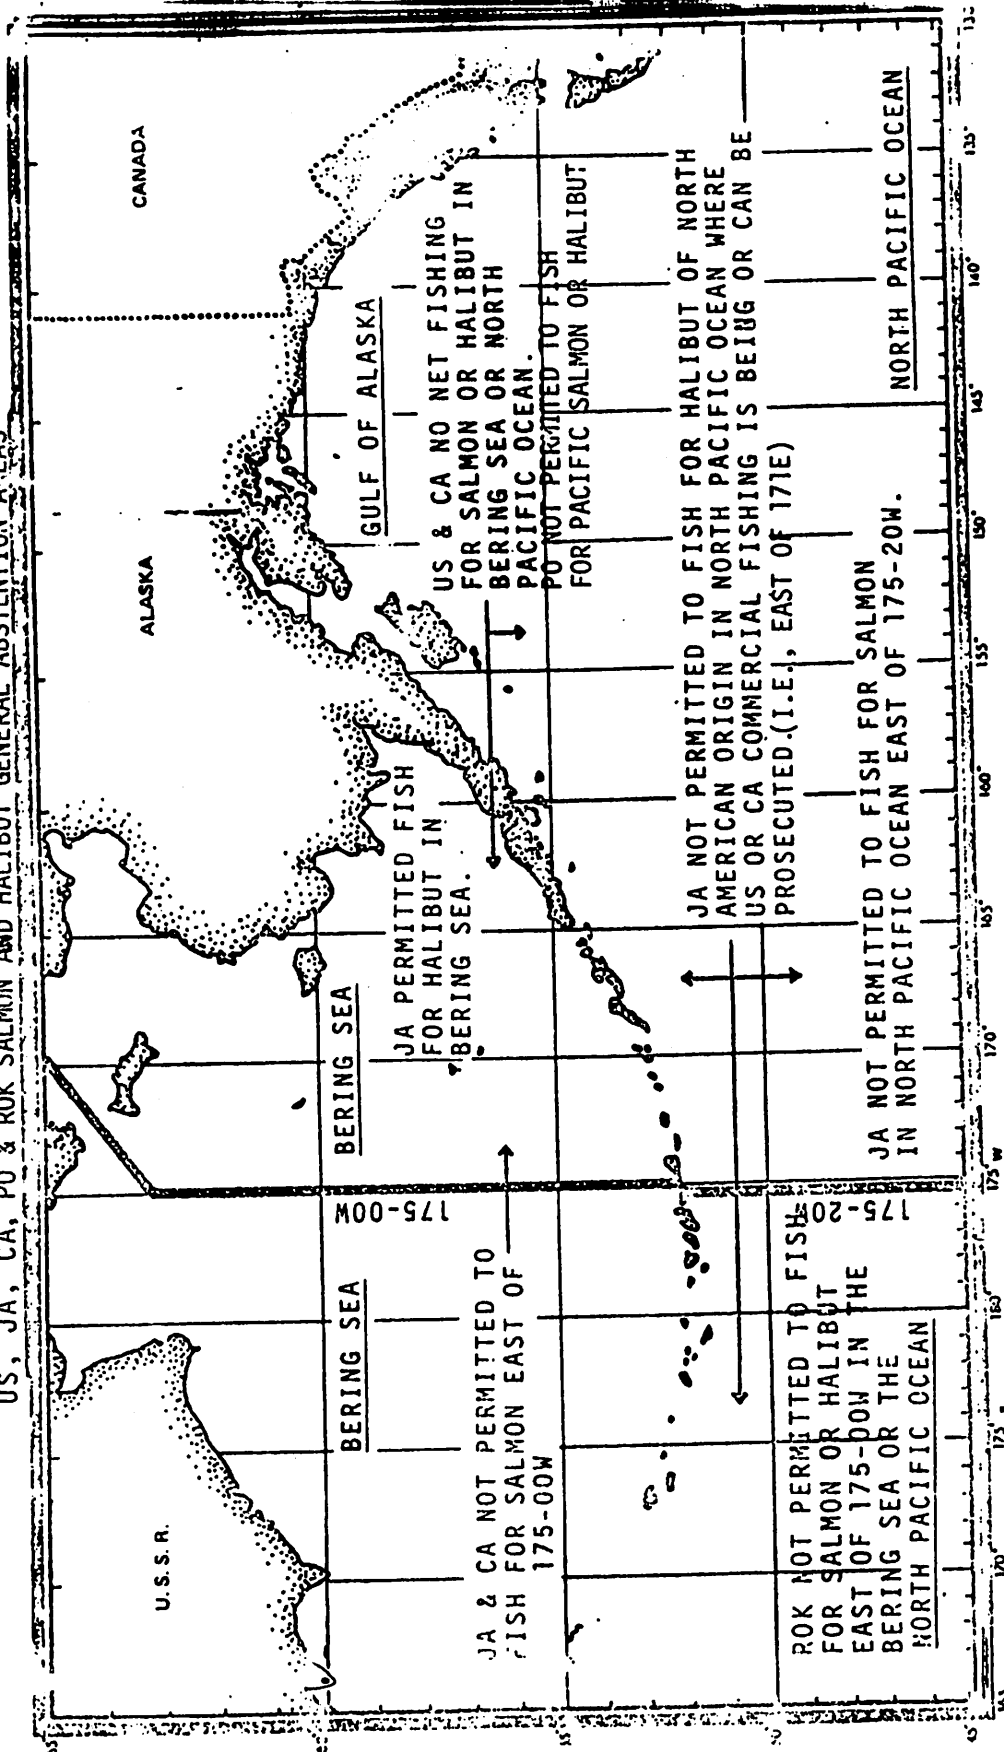 US, JA, CA, PO & ROK SALMON AND HALIBUT GENERAL ABSTENTION AREAS
CANADA
ALASKA
U.S.S.R.
GULF OF ALASKA
BERING SEA
BERING SEA
US & CA NO NET FISHING
FOR SALMON OR HALIBUT IN
BERING SEA OR NORTH
PACIFIC OCEAN.
PO NOT PERMITTED TO FISH
FOR PACIFIC SALMON OR HALIBUT
JA PERMITTED FISH
FOR HALIBUT IN
BERING SEA.
175-00W
JA & CA NOT PERMITTED TO
FISH FOR SALMON EAST OF
175-00W
JA NOT PERMITTED TO FISH FOR HALIBUT OF NORTH
AMERICAN ORIGIN IN NORTH PACIFIC OCEAN WHERE
US OR CA COMMERCIAL FISHING IS BEING OR CAN BE
PROSECUTED.(I.E., EAST OF 171E)
JA NOT PERMITTED TO FISH FOR SALMON
IN NORTH PACIFIC OCEAN EAST OF 175-20W.
175-20W
ROK NOT PERMITTED TO FISH
FOR SALMON OR HALIBUT
EAST OF 175-00W IN THE
BERING SEA OR THE
NORTH PACIFIC OCEAN
NORTH PACIFIC OCEAN
170° 175° 180 175°W 170° 165° 160° 155° 150° 145° 140° 135°